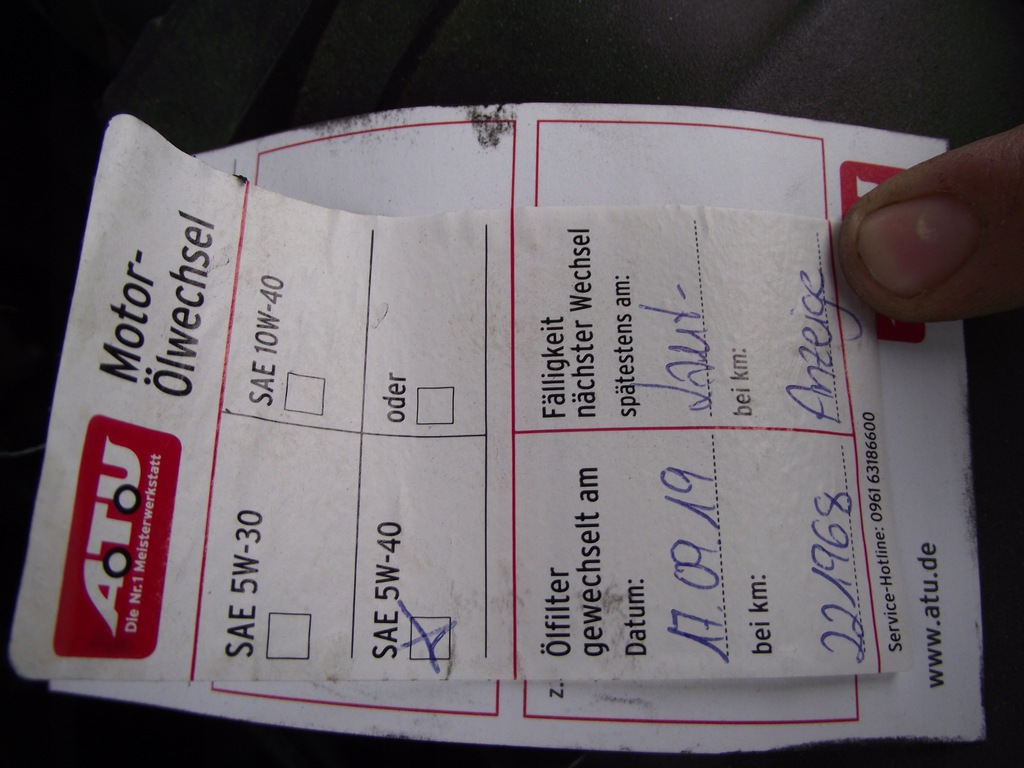 ATU
Die Nr.1 Meisterwerkstatt
Motor-
Ölwechsel
SAE 5W-30
SAE 10W-40
SAE 5W-40
oder
Ölfilter
gewechselt am
Datum:
17.09.19
bei km:
221968
Fälligkeit
nächster Wechsel
spätestens am:
Laut-
bei km:
Anzeige
Service-Hotline: 0961 63186600
z.
www.atu.de